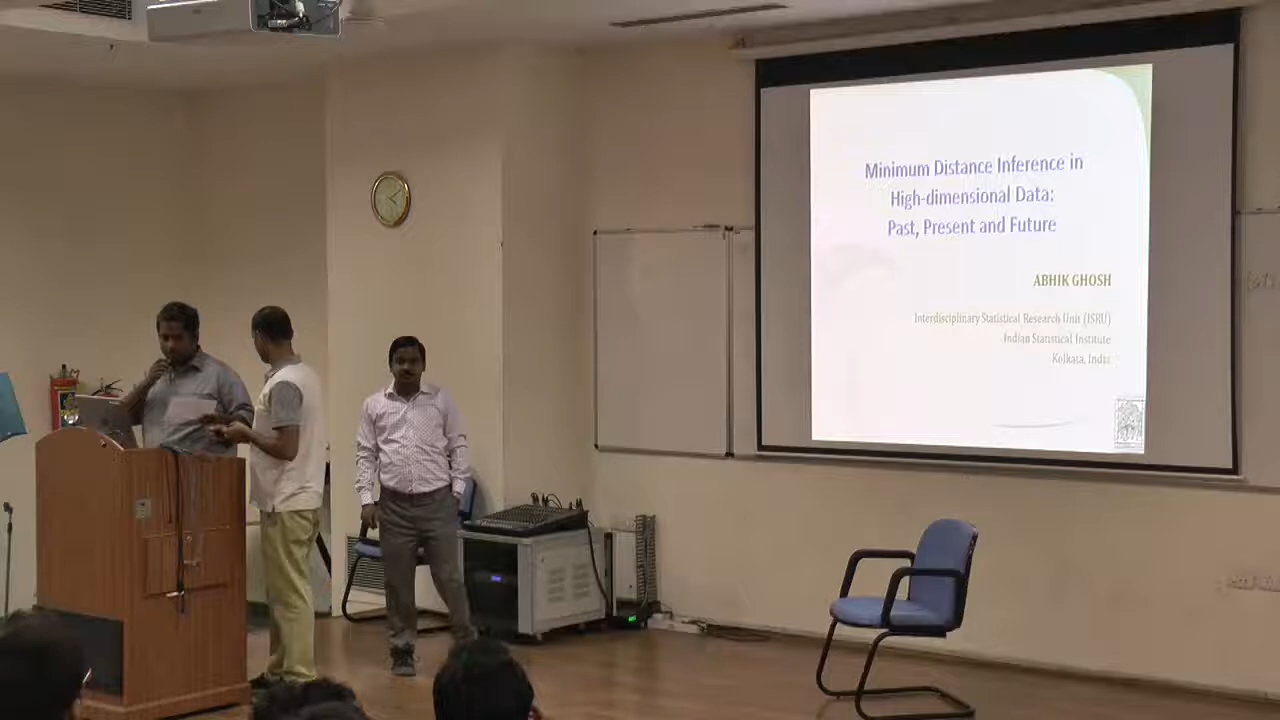 Minimum Distance Inference in
High-dimensional Data:
Past, Present and Future
ABHIK GHOSH
Interdisciplinary Statistical Research Unit (ISRU)
Indian Statistical Institute
Kolkata, India